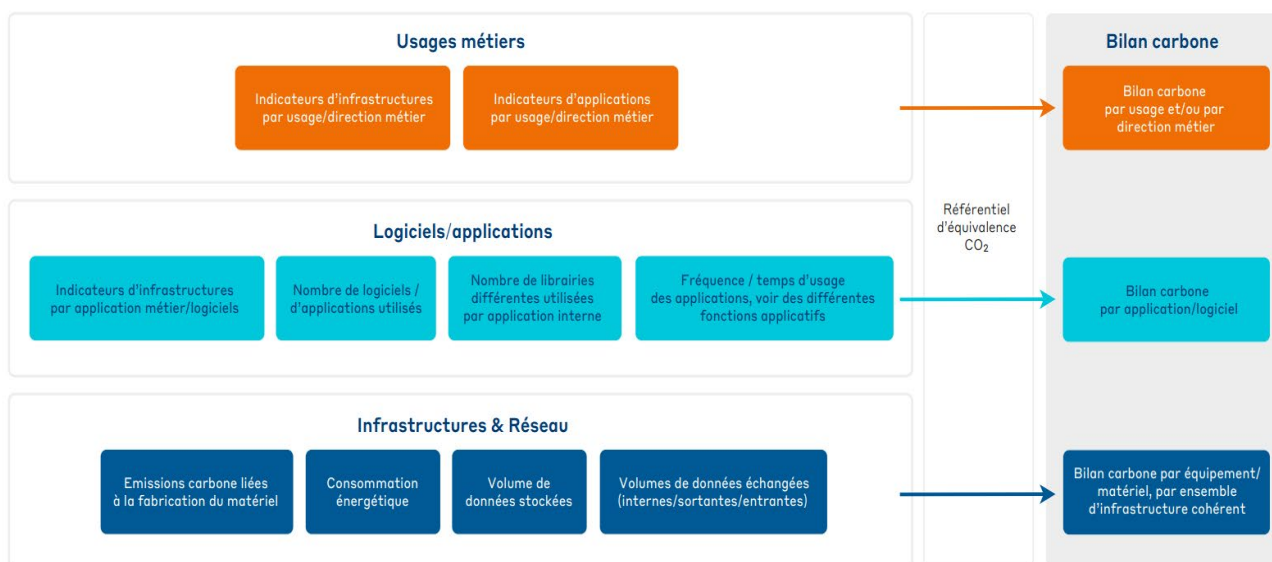 Usages métiers
Indicateurs d'infrastructures
par usage/direction métier
Indicateurs d'applications
par usage/direction métier
Logiciels/applications
Indicateurs d'infrastructures
par application métier/logiciels
Nombre de logiciels /
d'applications utilisés
Nombre de librairies
différentes utilisées
par application interne
Fréquence / temps d'usage
des applications, voir des différentes
fonctions applicatif
Infrastructures & Réseau
Emissions carbone liées
à la fabrication du matériel
Consommation
énergétique
Volume de
données stockées
Volumes de données échangées
(internes/sortantes/entrantes)
Référentiel
d'équivalence
CO₂
Bilan carbone
Bilan carbone
par usage et/ou par
direction métier
Bilan carbone
par application/logiciel
Bilan carbone par équipement/
matériel, par ensemble
d'infrastructure cohérent